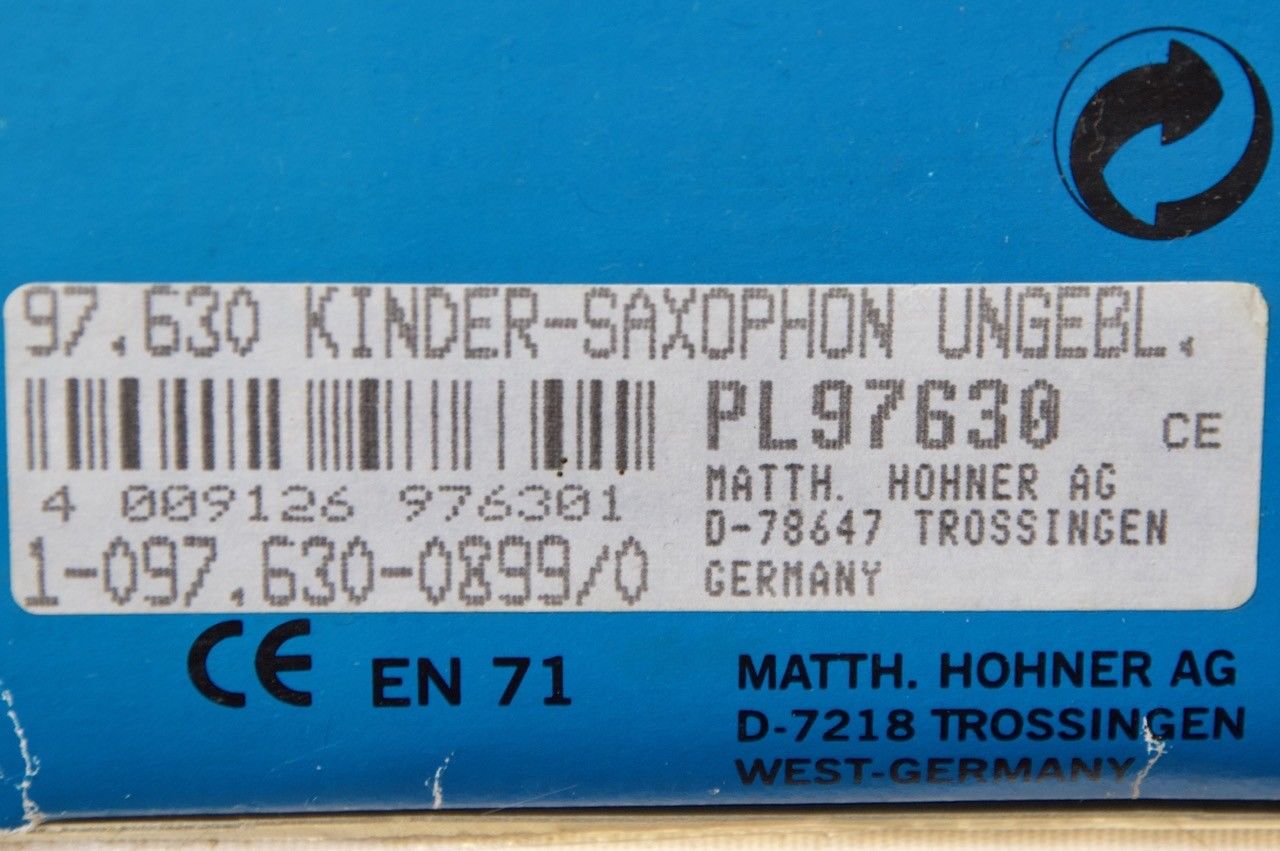 97.630 KINDER-SAXOPHON UNGEBL.
PL97630 CE
4 009126 976301
1-097.630-0899/0
MATTH. HOHNER AG
D-78647 TROSSINGEN
GERMANY
CE EN 71
MATTH. HOHNER AG
D-7218 TROSSINGEN
WEST-GERMANY